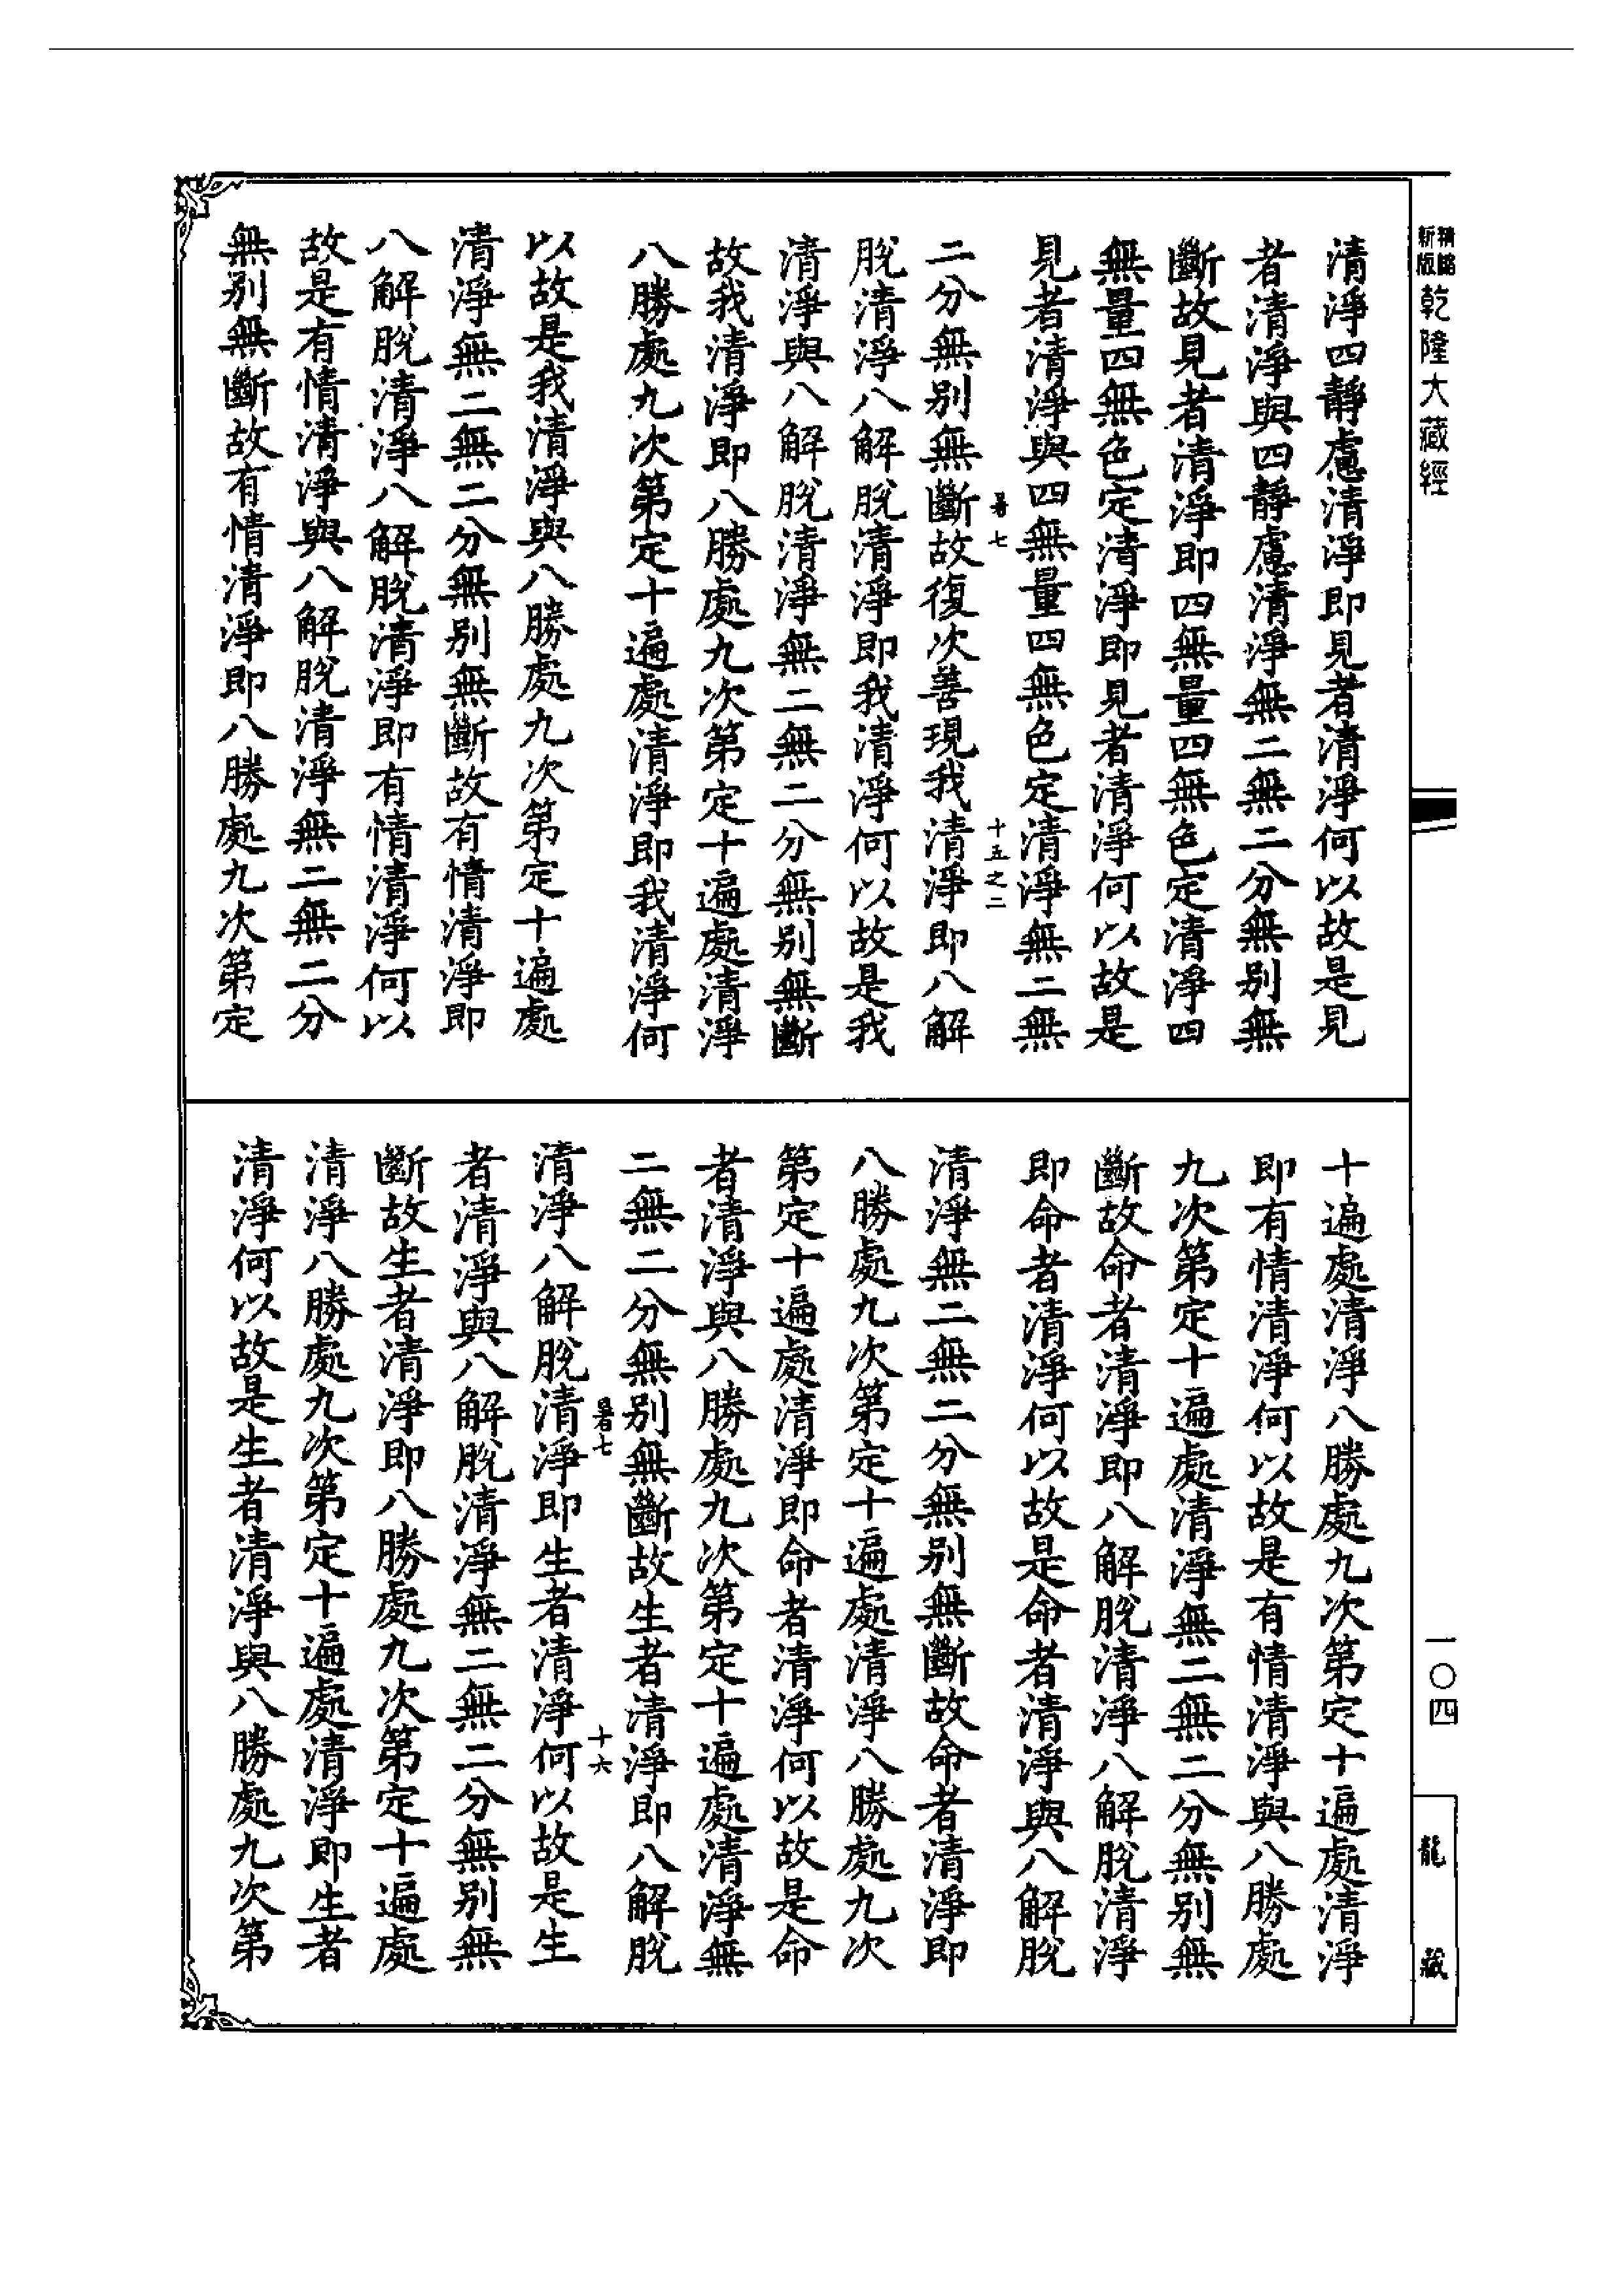 精略
新版
乾隆大藏經
清淨四靜慮清淨即見者清淨何以故是見
者清淨與四靜慮清淨無二無二分無別無
斷故見者清淨即四無量四無色定清淨四
無量四無色定清淨即見者清淨何以故是
見者清淨與四無量四無色定清淨無二無
二分無別無斷故復次善現我清淨即八解
脫清淨八解脫清淨即我清淨何以故是我
清淨與八解脫清淨無二無二分無別無斷
故我清淨即八勝處九次第定十遍處清淨
八勝處九次第定十遍處清淨即我清淨何
以故是我清淨與八勝處九次第定十遍處
清淨無二無二分無別無斷故有情清淨即
八解脫清淨八解脫清淨即有情清淨何以
故是有情清淨與八解脫清淨無二無二分
無別無斷故有情清淨即八勝處九次第定
暑七
十五之二
十遍處清淨八勝處九次第定十遍處清淨
即有情清淨何以故是有情清淨與八勝處
九次第定十遍處清淨無二無二分無別無
斷故命者清淨即八解脫清淨八解脫清淨
即命者清淨何以故是命者清淨與八解脫
清淨無二無二分無別無斷故命者清淨即
八勝處九次第定十遍處清淨八勝處九次
第定十遍處清淨即命者清淨何以故是命
者清淨與八勝處九次第定十遍處清淨無
二無二分無別無斷故生者清淨即八解脫
清淨八解脫清淨即生者清淨何以故是生
者清淨與八解脫清淨無二無二分無別無
斷故生者清淨即八勝處九次第定十遍處
清淨八勝處九次第定十遍處清淨即生者
清淨何以故是生者清淨與八勝處九次第
暑七
十六
一〇四
龍藏